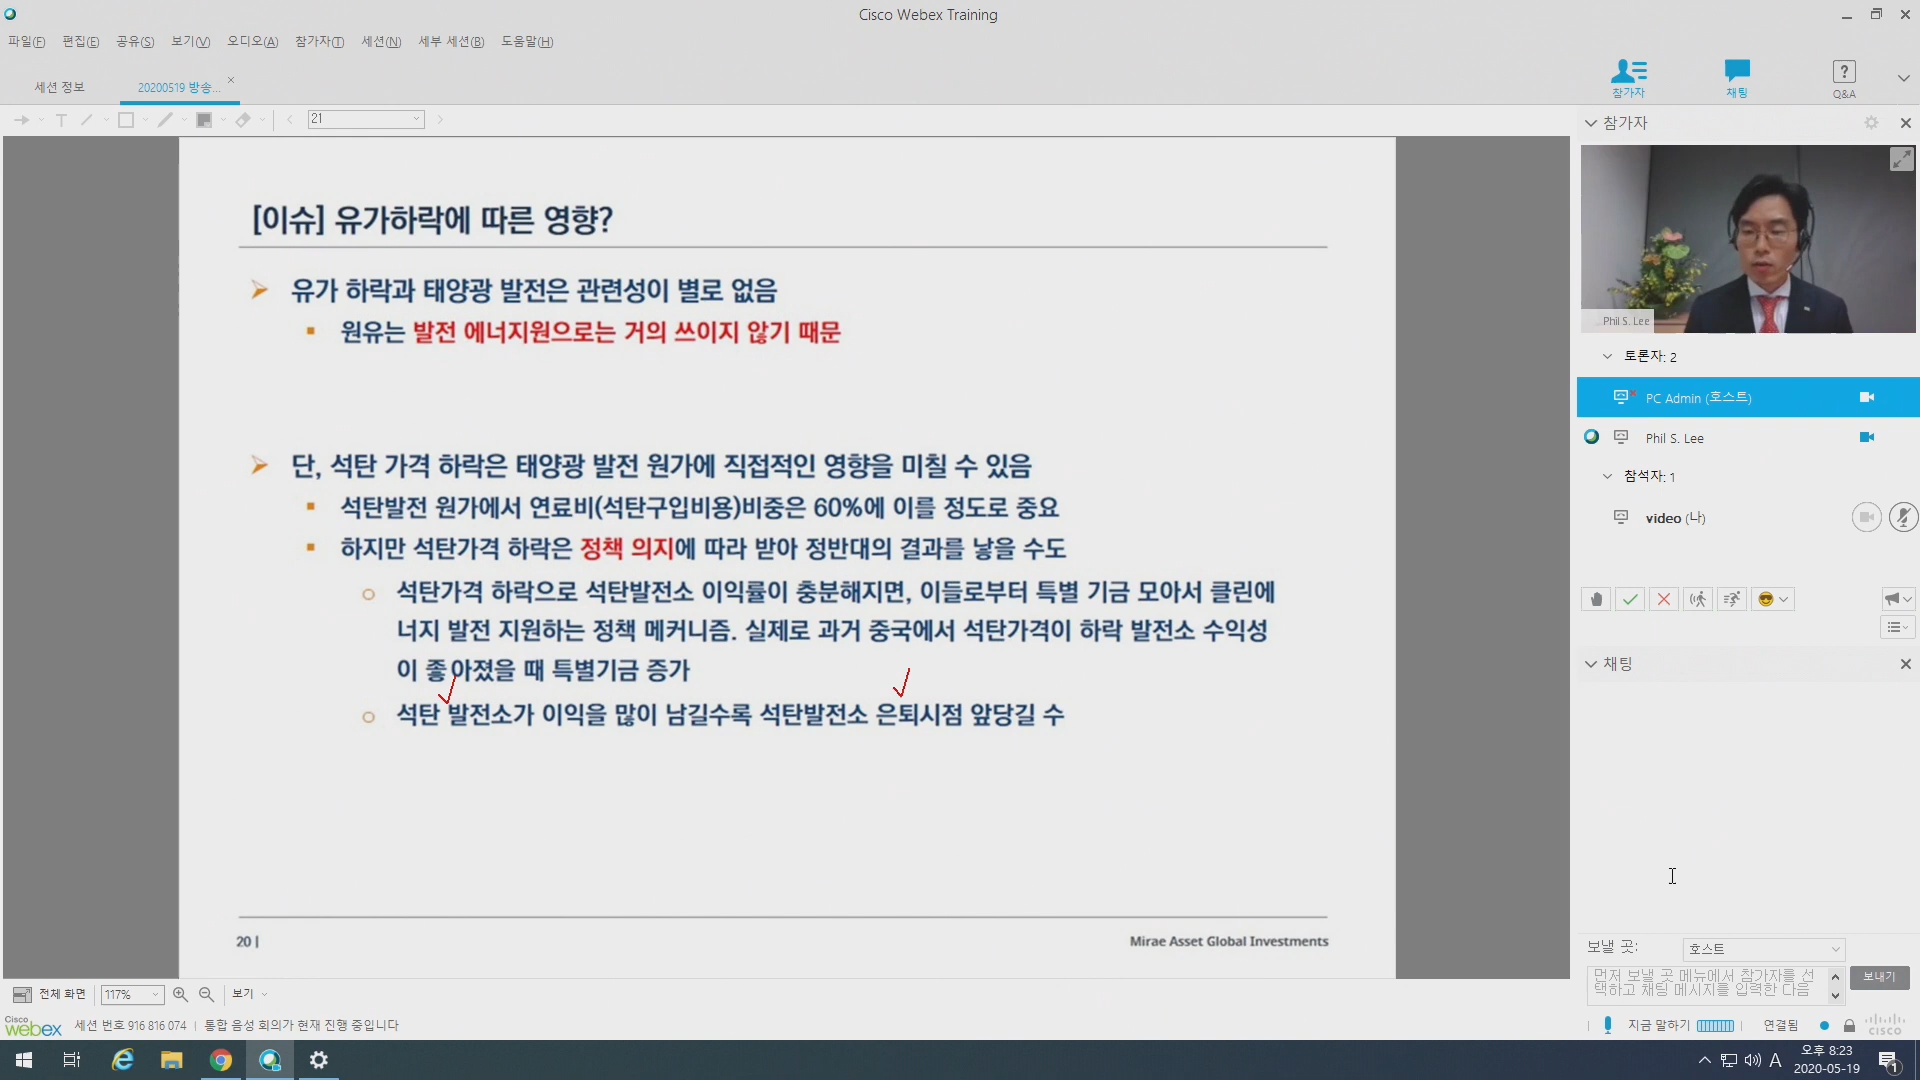 Cisco Webex Training
파일(F) 편집(E) 공유(S) 보기(V) 오디오(A) 참가자(T) 세션(N) 세부 세션(B) 도움말(H)
세션 정보 20200519 방송...
참가자 채팅 Q&A
21
참가자
[이슈] 유가하락에 따른 영향?
유가 하락과 태양광 발전은 관련성이 별로 없음
원유는 발전 에너지원으로는 거의 쓰이지 않기 때문
단, 석탄 가격 하락은 태양광 발전 원가에 직접적인 영향을 미칠 수 있음
석탄발전 원가에서 연료비(석탄구입비용)비중은 60%에 이를 정도로 중요
하지만 석탄가격 하락은 정책 의지에 따라 받아 정반대의 결과를 낳을 수도
석탄가격 하락으로 석탄발전소 이익률이 충분해지면, 이들로부터 특별 기금 모아서 클린에
너지 발전 지원하는 정책 메커니즘. 실제로 과거 중국에서 석탄가격이 하락 발전소 수익성
이 좋아졌을 때 특별기금 증가
석탄 발전소가 이익을 많이 남길수록 석탄발전소 은퇴시점 앞당길 수
20 |
Mirae Asset Global Investments
Phil S. Lee
토론자: 2
PC Admin (호스트)
Phil S. Lee
참석자: 1
video (나)
채팅
보낼 곳: 호스트
먼저 보낼 곳 메뉴에서 참가자를 선
택하고 채팅 메시지를 입력한 다음
보내기
전체 화면 117% 보기
Cisco webex 세션 번호 916 816 074 | 통합 음성 회의가 현재 진행 중입니다
지금 말하기 연결됨 cisco
A 오후 8:23
2020-05-19
1